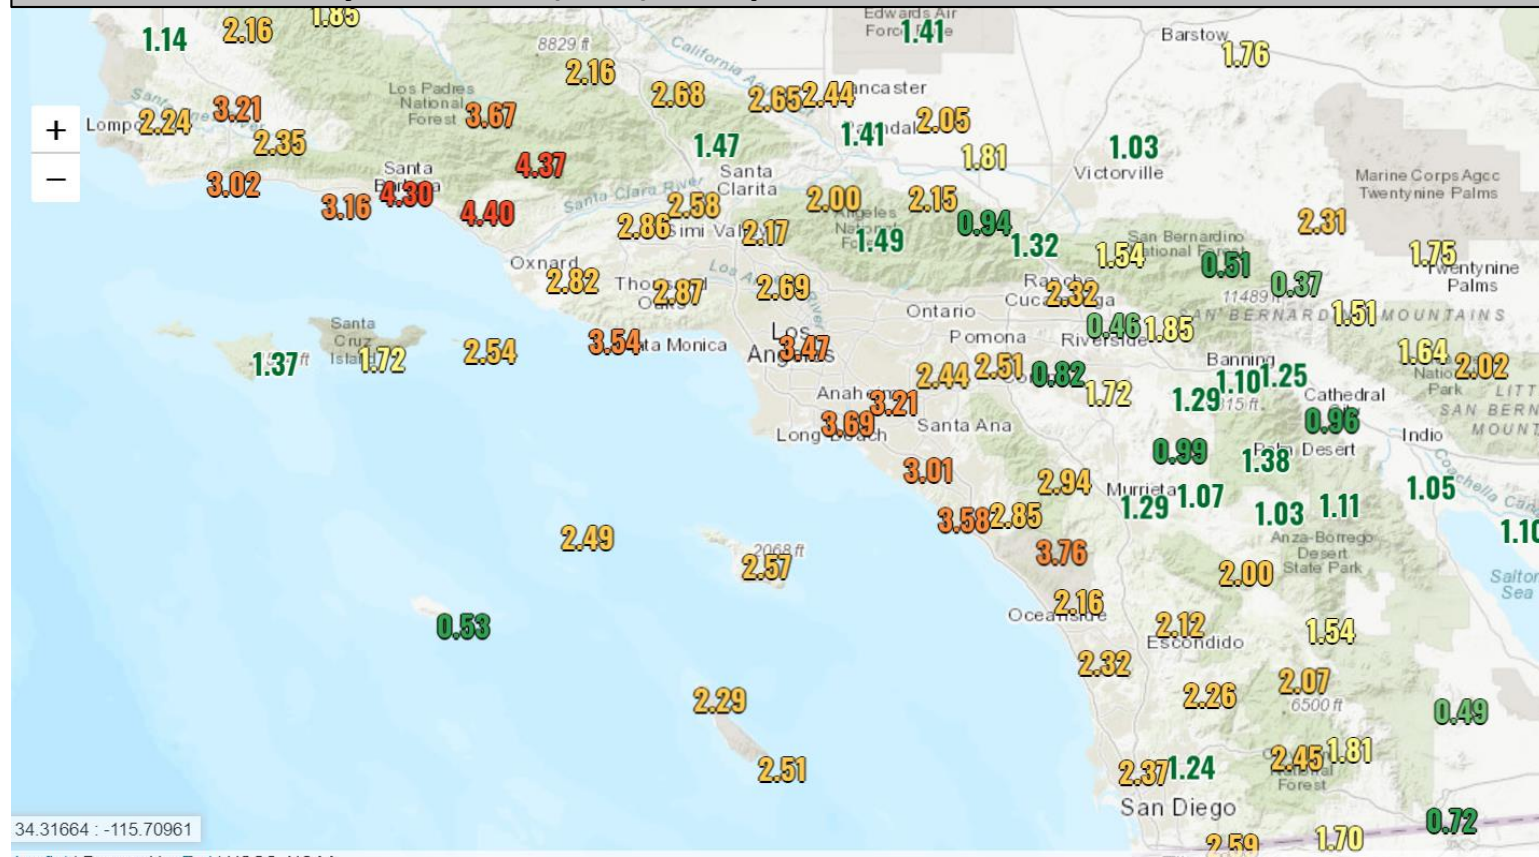 1.85
2.16
1.14
Edwards Air
1.41
8829 ft
Barstow
1.76
2.16
Los Padres
National
Forest
3.67
2.68
2.65
2.44
ancaster
+
Lompo
2.24
3.21
2.35
2.05
1.41
1.47
1.81
1.03
Victorville
−
Santa
4.37
Santa
Clarita
Marine Corps Agcc
Twentynine Palms
3.02
3.16
4.30
4.40
Santa Clara River
2.58
2.00
2.15
2.86
Simi Valley
2.17
1.49
0.94
1.32
San Bernardino
1.54
0.51
2.31
1.75
Twentynine
Palms
Oxnard
2.82
2.87
2.69
2.32
0.37
Ontario
11489
1.51
MOUNTAINS
Santa
Cruz
1.37
1.72
2.54
3.54
Monica
Los
3.47
Pomona
0.46
1.85
Riverside
Banning
1.64
2.02
Park
2.44
2.51
0.82
1.72
1.10
1.25
1.29
Cathedral
0.96
3.21
3.69
Santa Ana
0.99
1.38
Desert
Indio
3.01
2.94
Murrieta
1.29
1.07
1.03
1.11
1.05
Coachella
3.58
2.85
2.49
2068 ft
2.57
3.76
Anza-Borrego
Desert
State Park
2.00
1.10
Salton
Sea
0.53
2.16
2.12
Escondido
1.54
2.32
2.29
2.26
2.07
6500 ft
0.49
2.51
2.37
1.24
2.45
1.81
Forest
San Diego
34.31664 : -115.70961
2.59
1.70
0.72